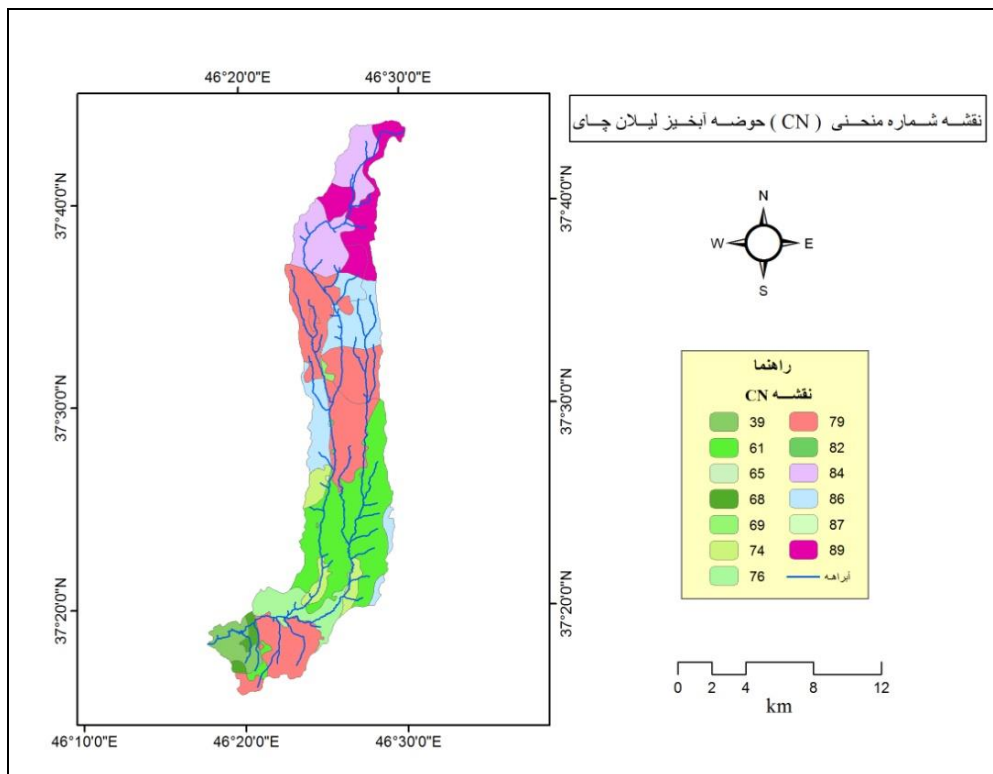 46°20'0"E 46°30'0"E
نقشه شماره منحنی ( CN ) حوضه آبخیز لیلان چای
37°40'0"N 37°40'0"N
N
W E
S
37°30'0"N 37°30'0"N
راهنما
نقشه CN
39 79
61 82
65 84
68 86
69 87
74 89
76 آبراهه
37°20'0"N 37°20'0"N
0 2 4 8 12
km
46°10'0"E 46°20'0"E 46°30'0"E